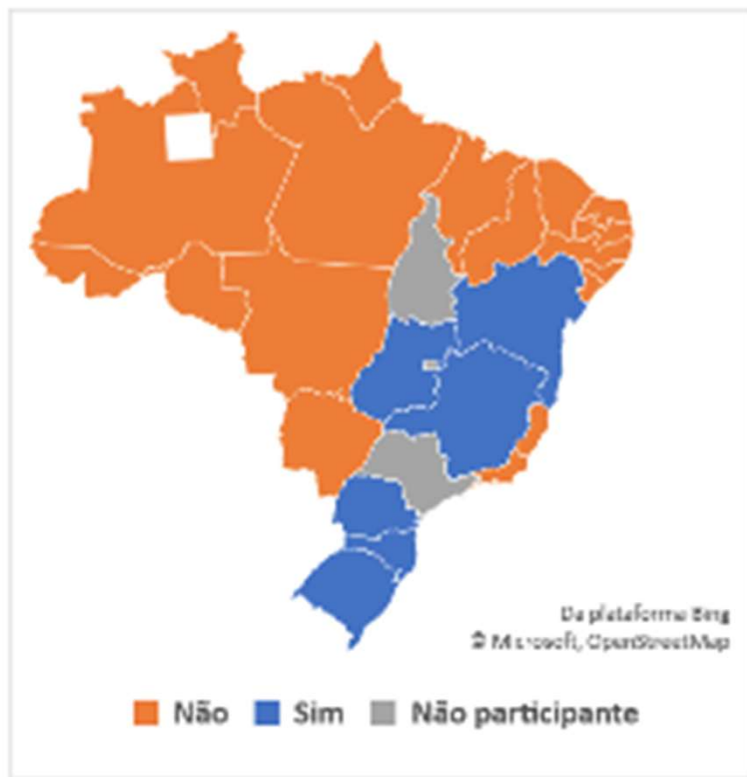 Da plataforma Bing
© Microsoft, OpenStreetMap
Não Sim Não participante